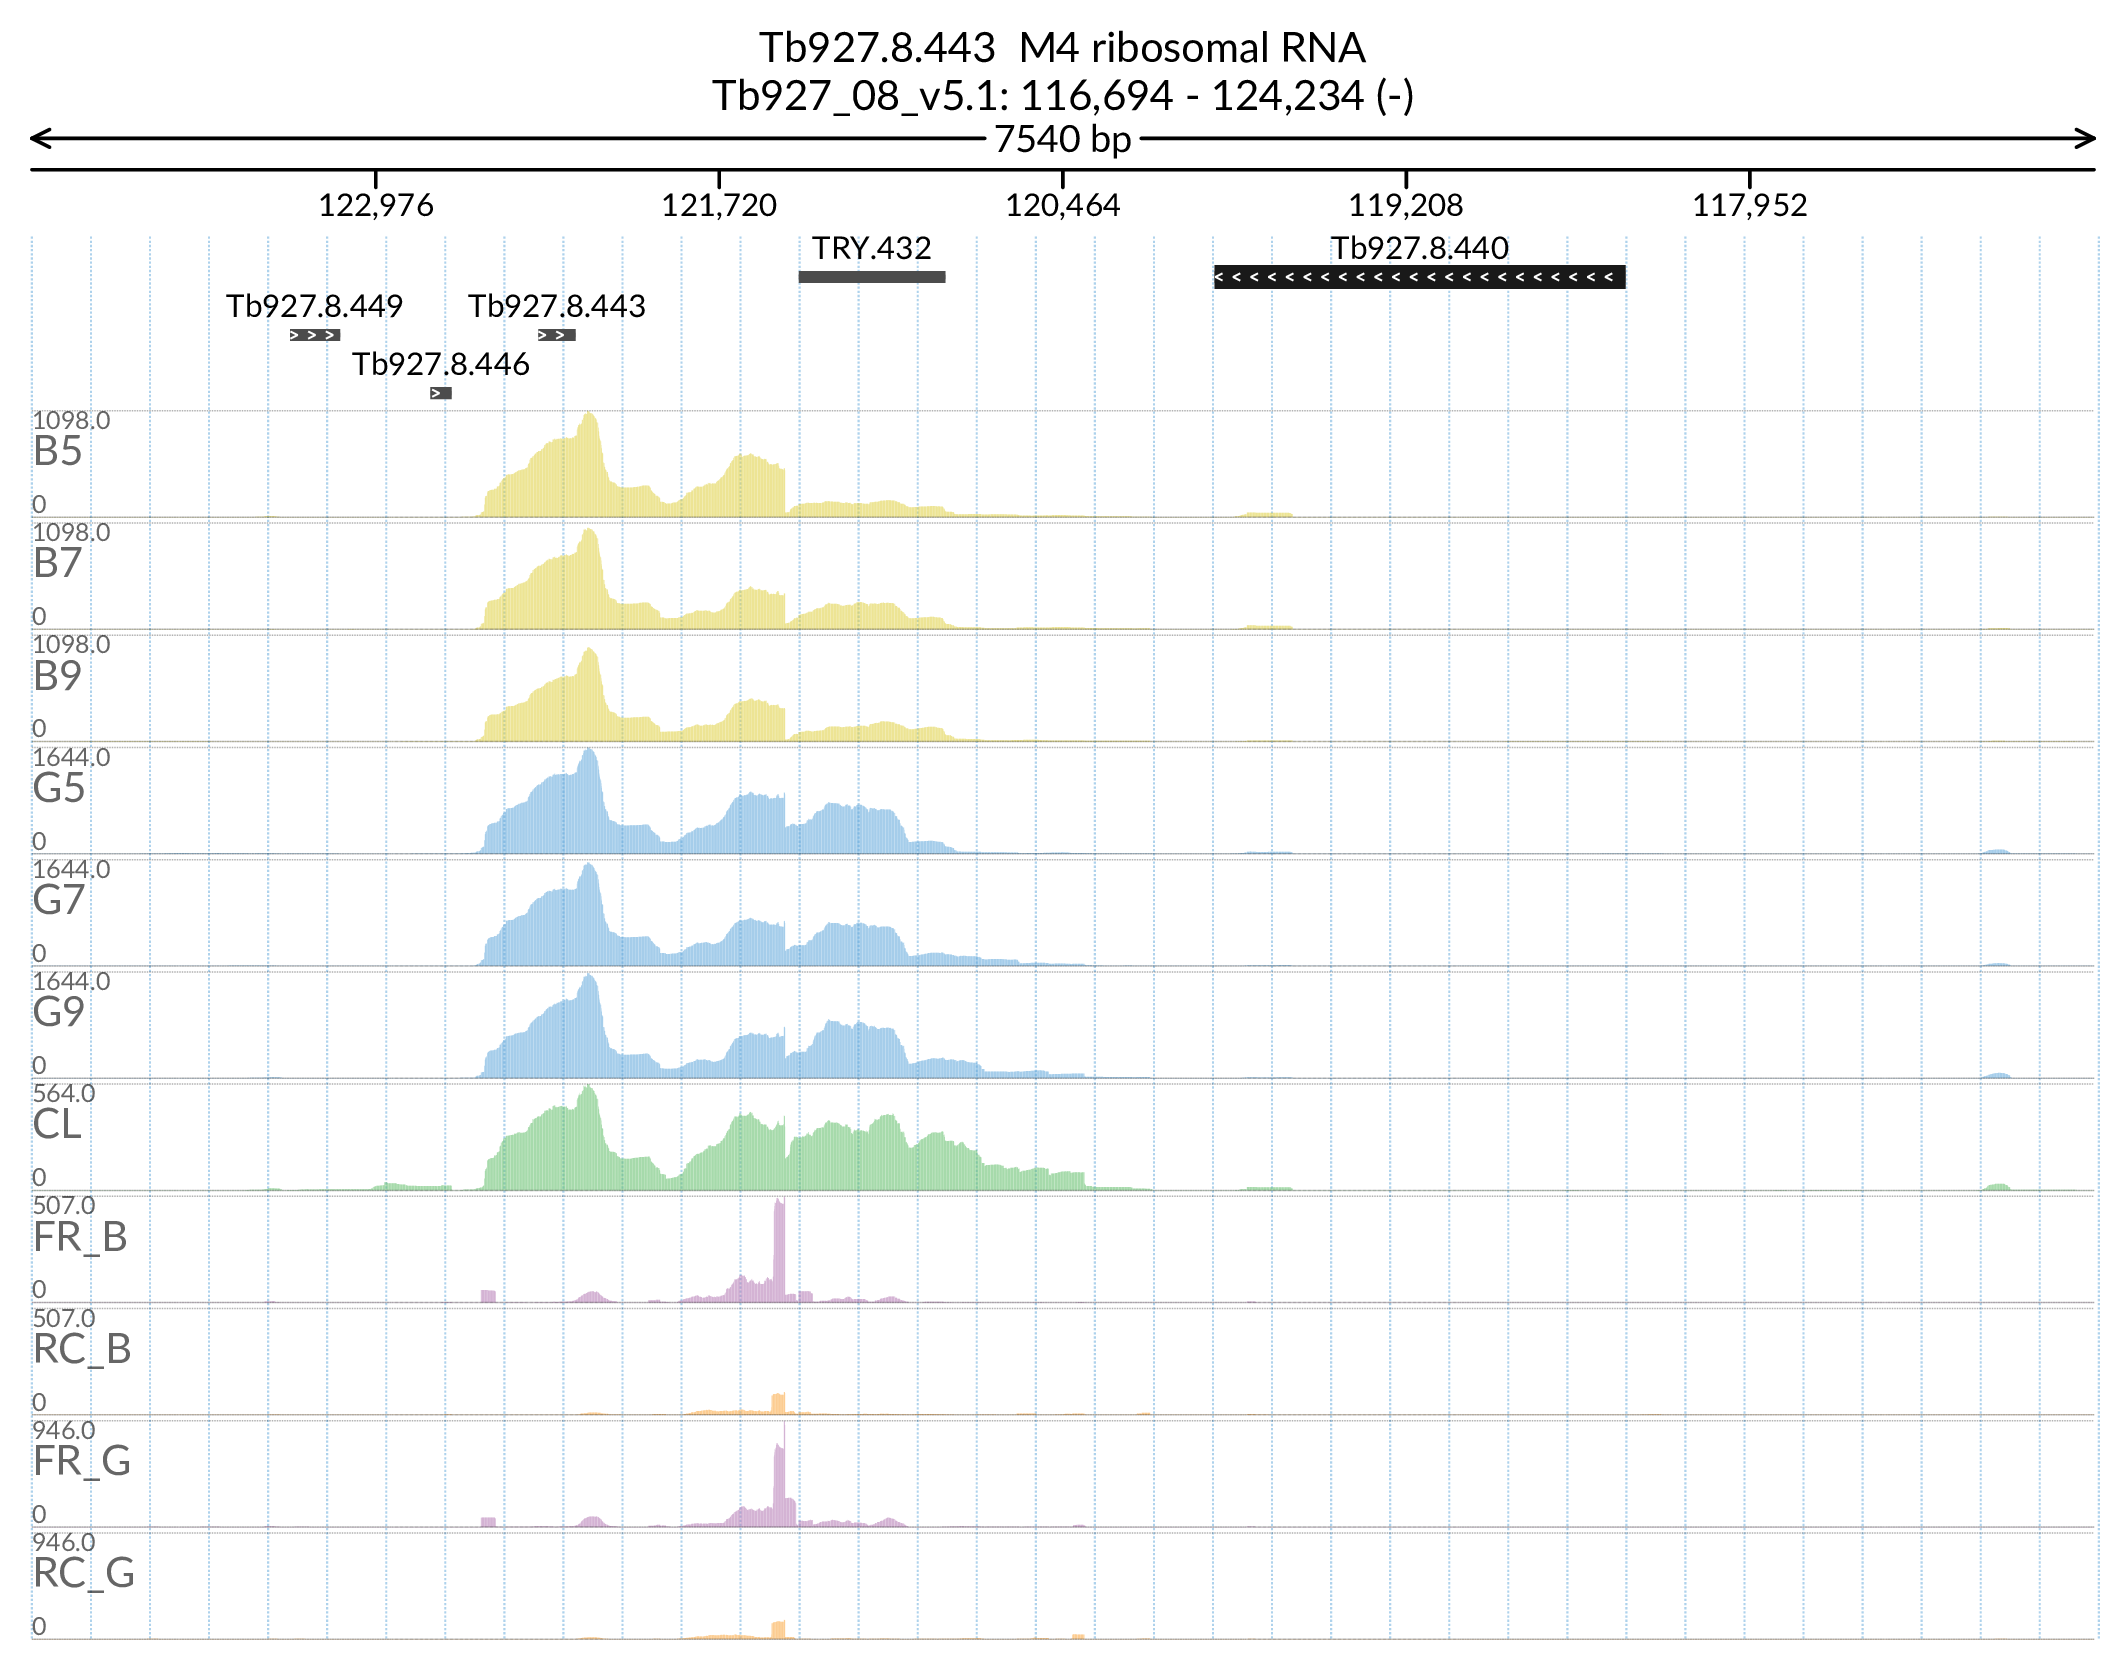 Tb927.8.443 M4 ribosomal RNA
Tb927_08_v5.1: 116,694 - 124,234 (-)
7540 bp
122,976 121,720 120,464 119,208 117,952
TRY.432 Tb927.8.440
Tb927.8.449 Tb927.8.443
Tb927.8.446
1098.0
B5
0
1098.0
B7
0
1098.0
B9
0
1644.0
G5
0
1644.0
G7
0
1644.0
G9
0
564.0
CL
0
507.0
FR_B
0
507.0
RC_B
0
946.0
FR_G
0
946.0
RC_G
0